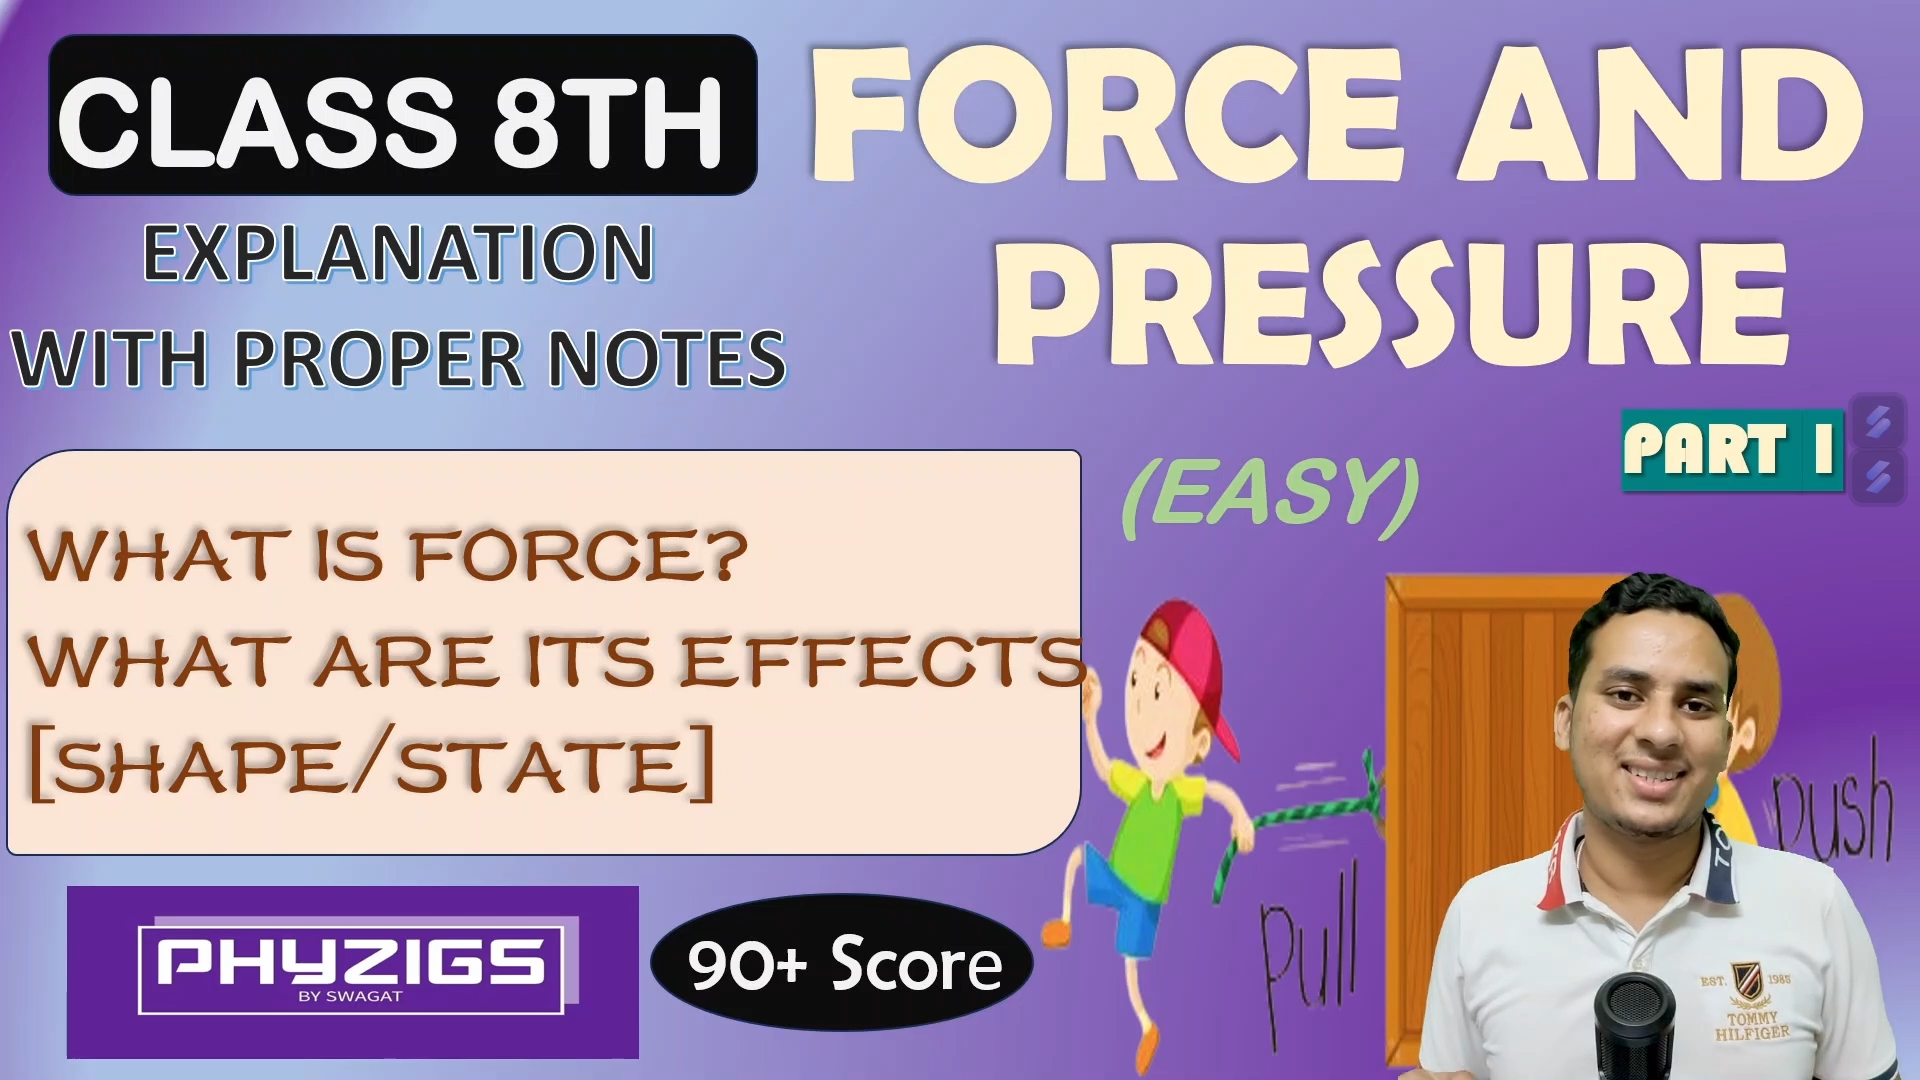 CLASS 8TH
EXPLANATION
WITH PROPER NOTES
FORCE AND
PRESSURE
PART 1
(EASY)
WHAT IS FORCE?
WHAT ARE ITS EFFECTS
[SHAPE/STATE]
pull
push
PHYZIGS
BY SWAGAT
90+ Score
EST. 1985
TOMMY
HILFIGER